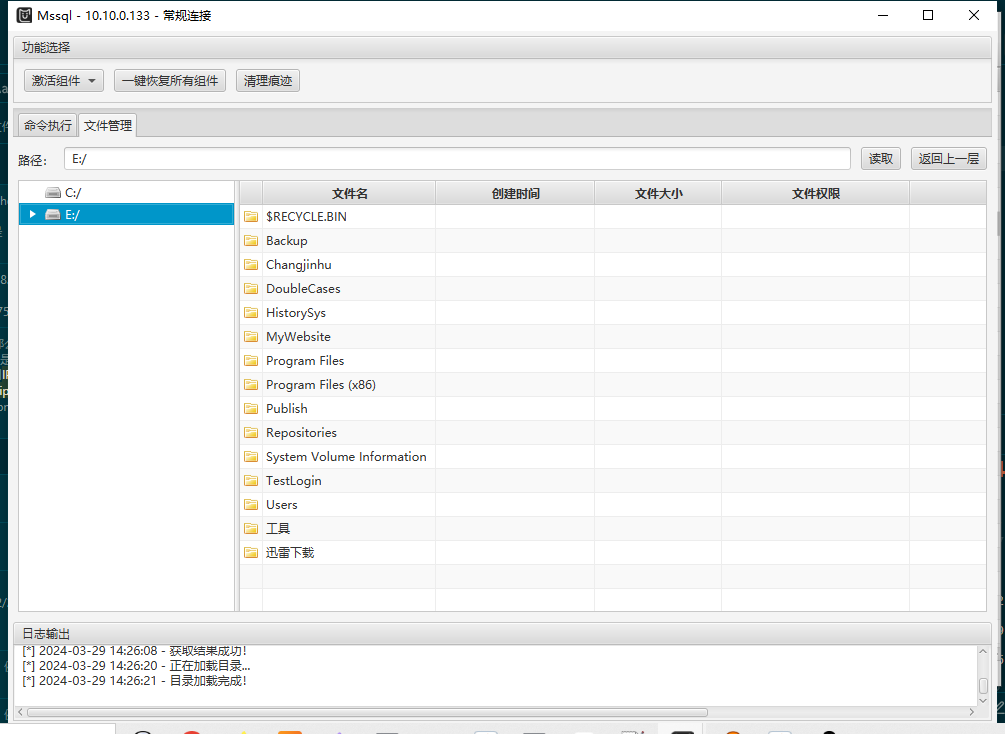 Mssql - 10.10.0.133 - 常规连接
功能选择
激活组件 一键恢复所有组件 清理痕迹
命令执行 文件管理
路径： E:/ 读取 返回上一层
C:/
E:/
文件名 创建时间 文件大小 文件权限
$RECYCLE.BIN
Backup
Changjinhu
DoubleCases
HistorySys
MyWebsite
Program Files
Program Files (x86)
Publish
Repositories
System Volume Information
TestLogin
Users
工具
迅雷下载
日志输出
[*] 2024-03-29 14:26:08 - 获取结果成功!
[*] 2024-03-29 14:26:20 - 正在加载目录...
[*] 2024-03-29 14:26:21 - 目录加载完成!